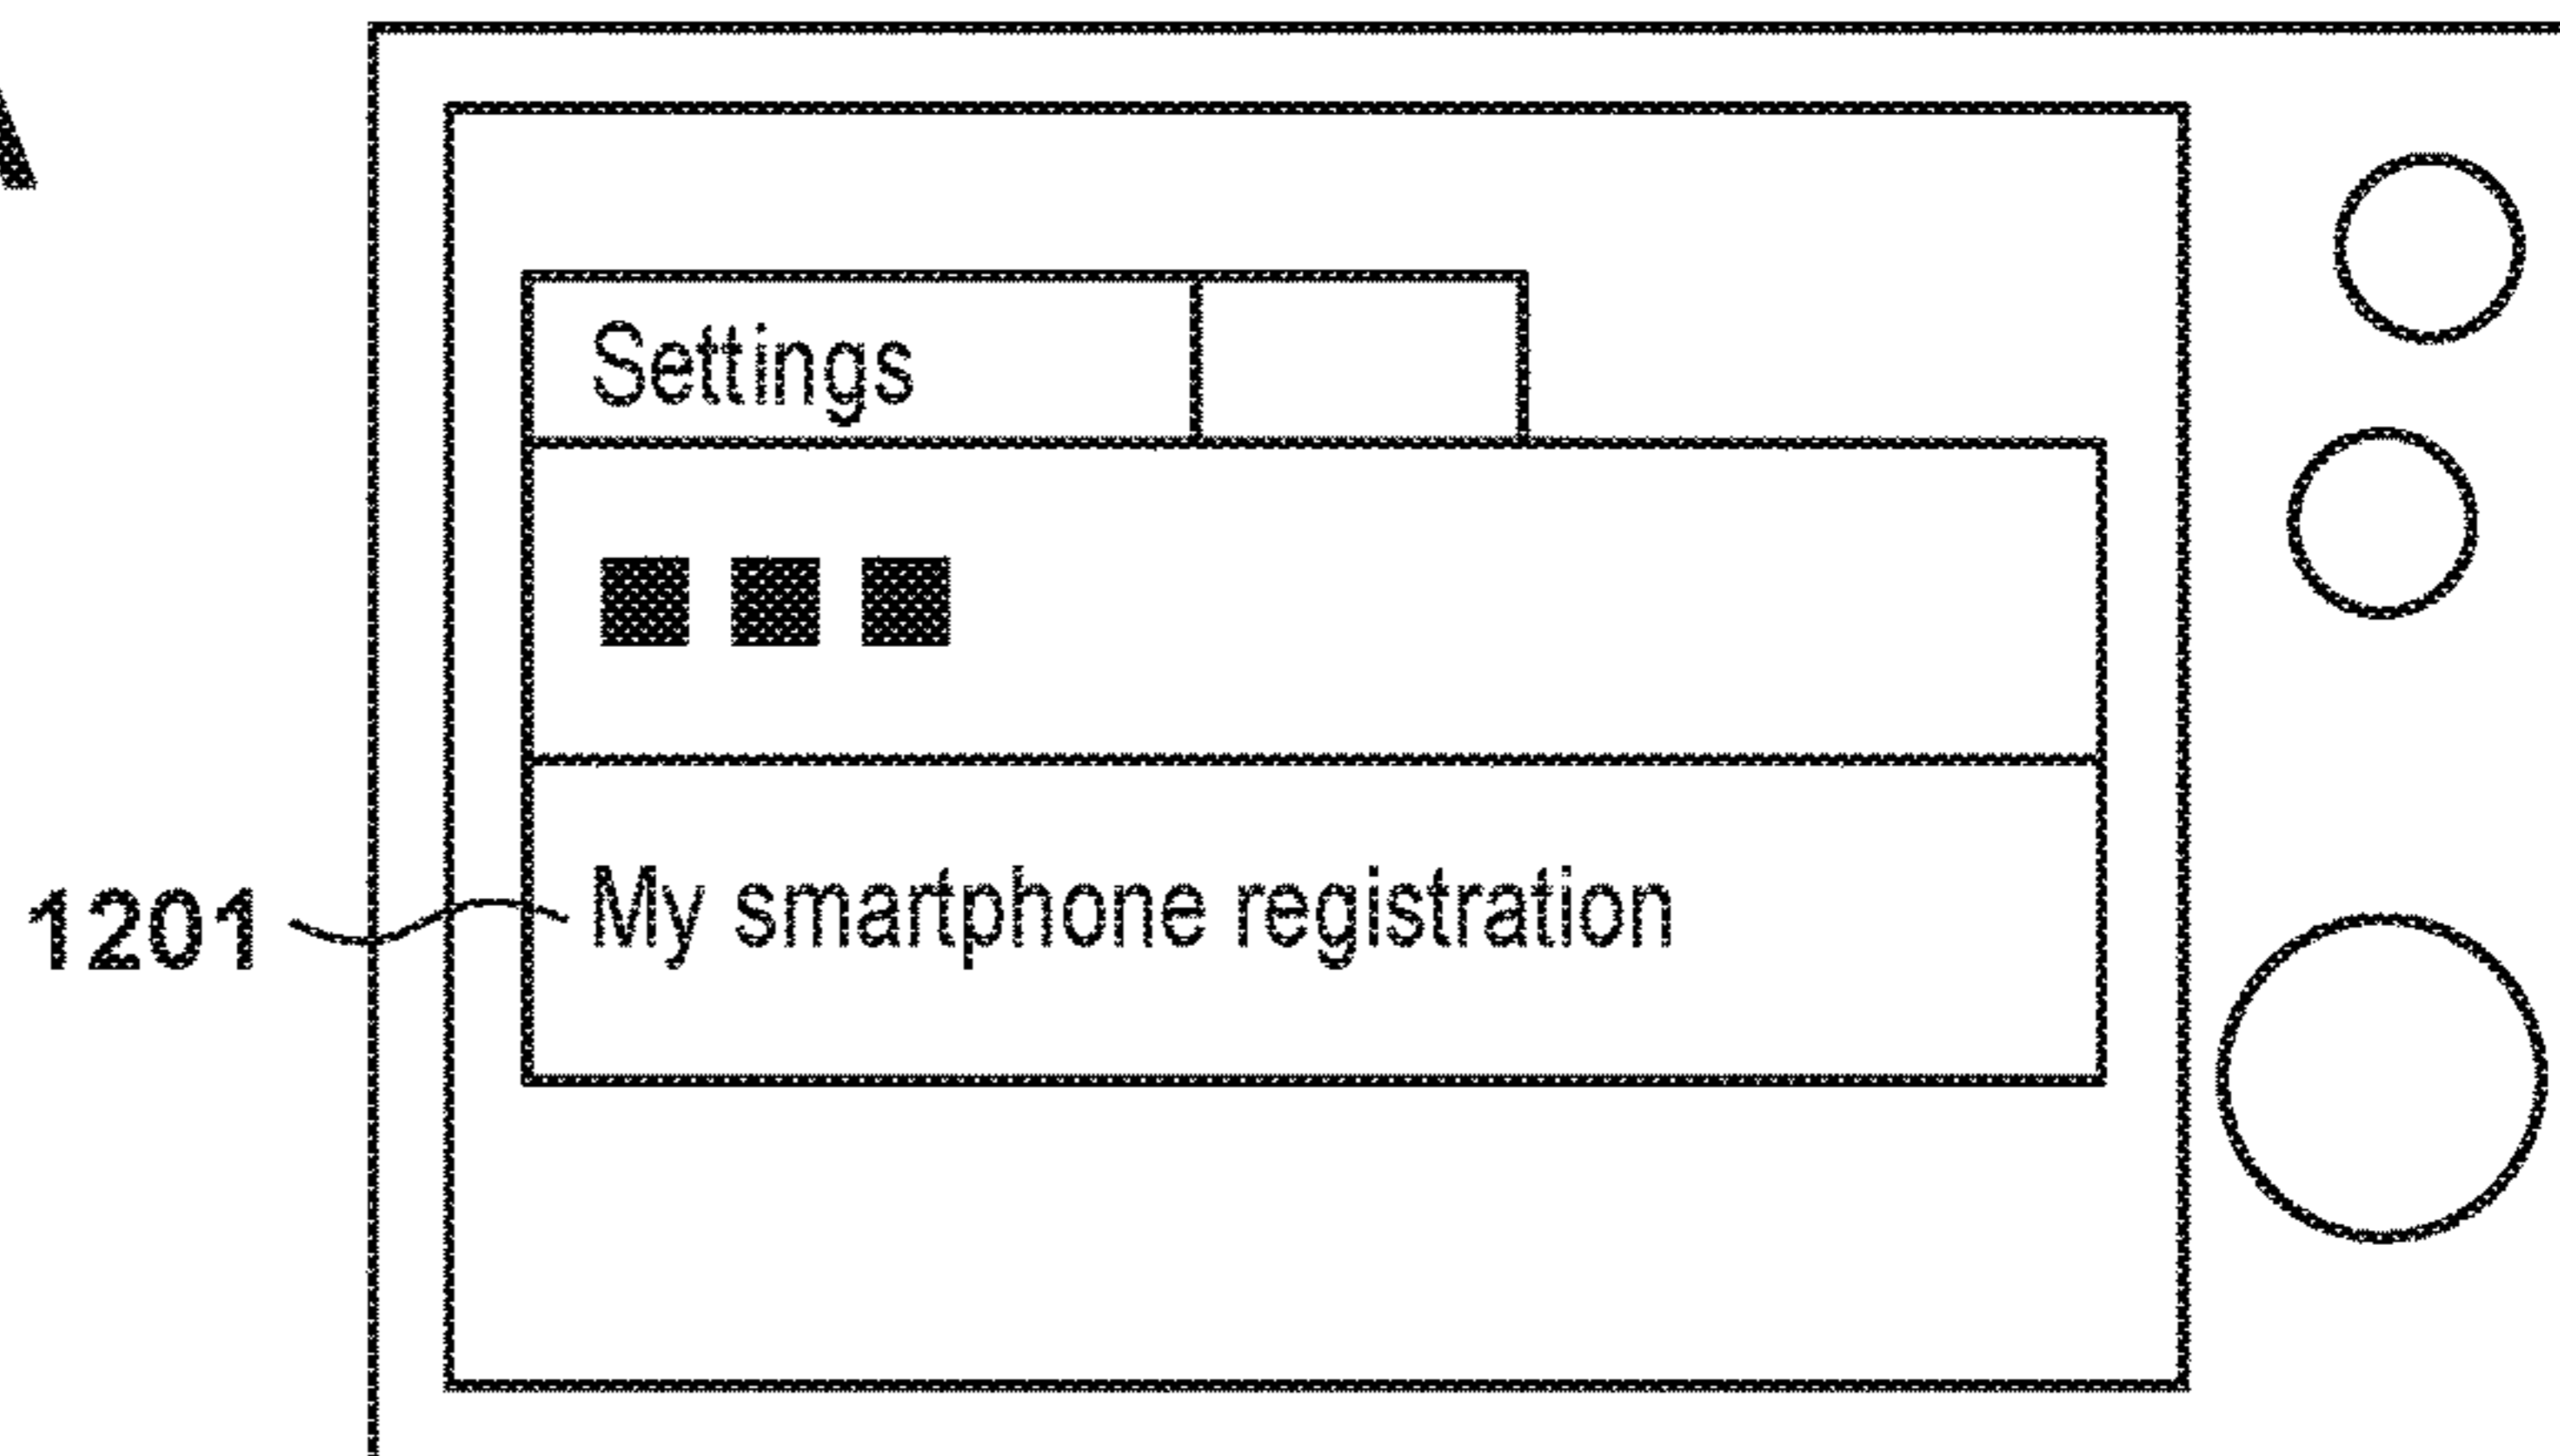 A
Settings
■ ■ ■
1201
My smartphone registration